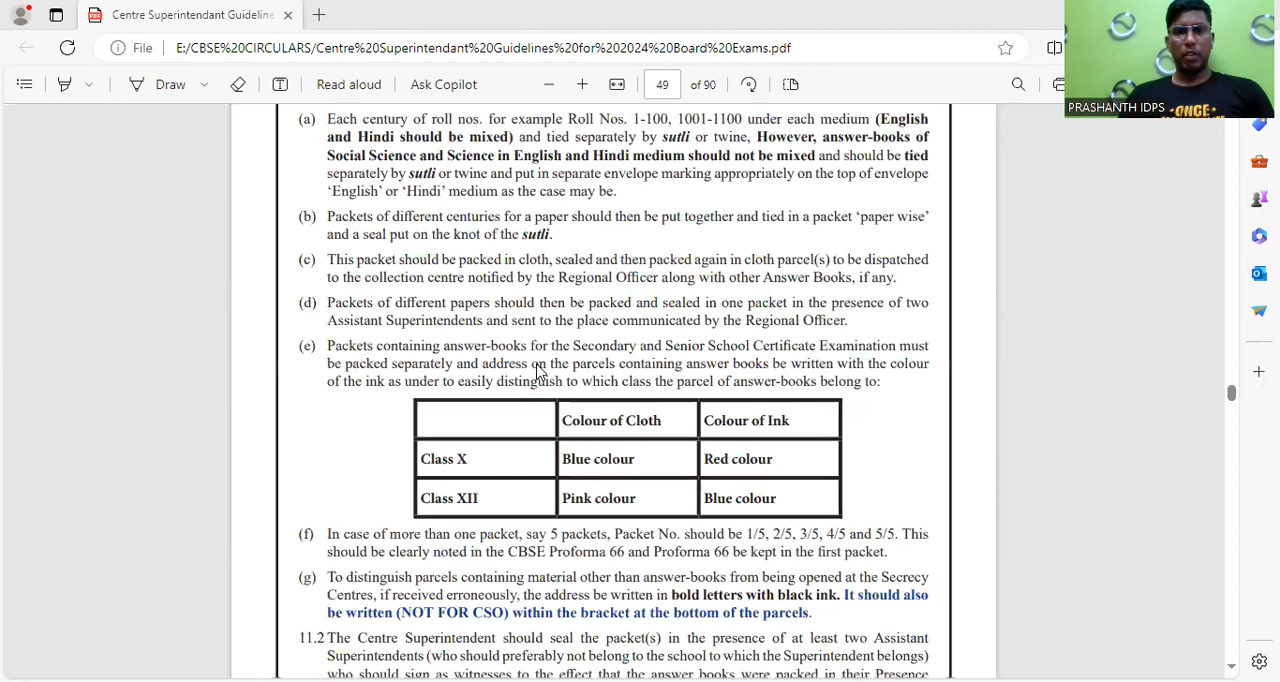 Centre Superintendant Guideline
File
E:/CBSE%20CIRCULARS/Centre%20Superintendant%20Guidelines%20for%202024%20Board%20Exams.pdf
Draw
Read aloud
Ask Copilot
49
of 90
PRASHANTH IDPS
(a) Each century of roll nos. for example Roll Nos. 1-100, 1001-1100 under each medium (English
and Hindi should be mixed) and tied separately by sutli or twine, However, answer-books of
Social Science and Science in English and Hindi medium should not be mixed and should be tied
separately by sutli or twine and put in separate envelope marking appropriately on the top of envelope
‘English’ or ‘Hindi’ medium as the case may be.
(b) Packets of different centuries for a paper should then be put together and tied in a packet ‘paper wise’
and a seal put on the knot of the sutli.
(c) This packet should be packed in cloth, sealed and then packed again in cloth parcel(s) to be dispatched
to the collection centre notified by the Regional Officer along with other Answer Books, if any.
(d) Packets of different papers should then be packed and sealed in one packet in the presence of two
Assistant Superintendents and sent to the place communicated by the Regional Officer.
(e) Packets containing answer-books for the Secondary and Senior School Certificate Examination must
be packed separately and address on the parcels containing answer books be written with the colour
of the ink as under to easily distinguish to which class the parcel of answer-books belong to:
Colour of Cloth Colour of Ink
Class X Blue colour Red colour
Class XII Pink colour Blue colour
(f) In case of more than one packet, say 5 packets, Packet No. should be 1/5, 2/5, 3/5, 4/5 and 5/5. This
should be clearly noted in the CBSE Proforma 66 and Proforma 66 be kept in the first packet.
(g) To distinguish parcels containing material other than answer-books from being opened at the Secrecy
Centres, if received erroneously, the address be written in bold letters with black ink. It should also
be written (NOT FOR CSO) within the bracket at the bottom of the parcels.
11.2 The Centre Superintendent should seal the packet(s) in the presence of at least two Assistant
Superintendents (who should preferably not belong to the school to which the Superintendent belongs)
who should sign as witnesses to the effect that the answer books were packed in their Presence